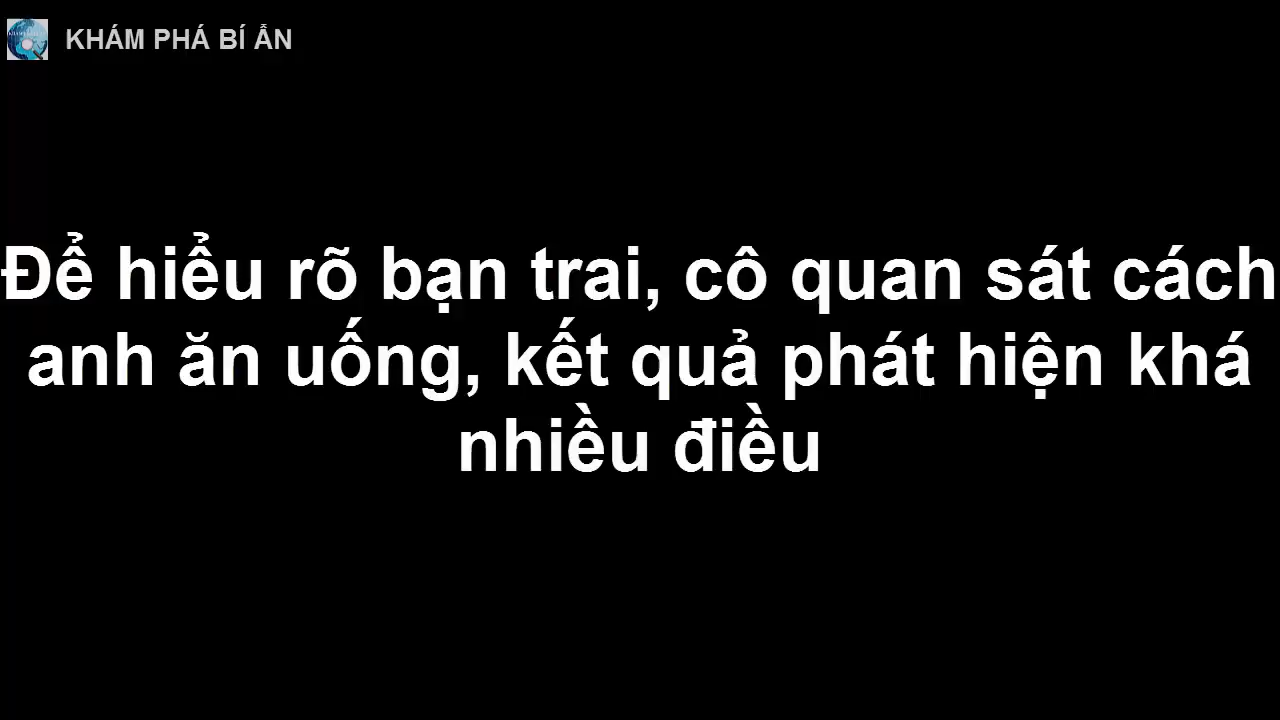 KHÁM PHÁ BÍ ẨN
Để hiểu rõ bạn trai, cô quan sát cách
anh ăn uống, kết quả phát hiện khá
nhiều điều